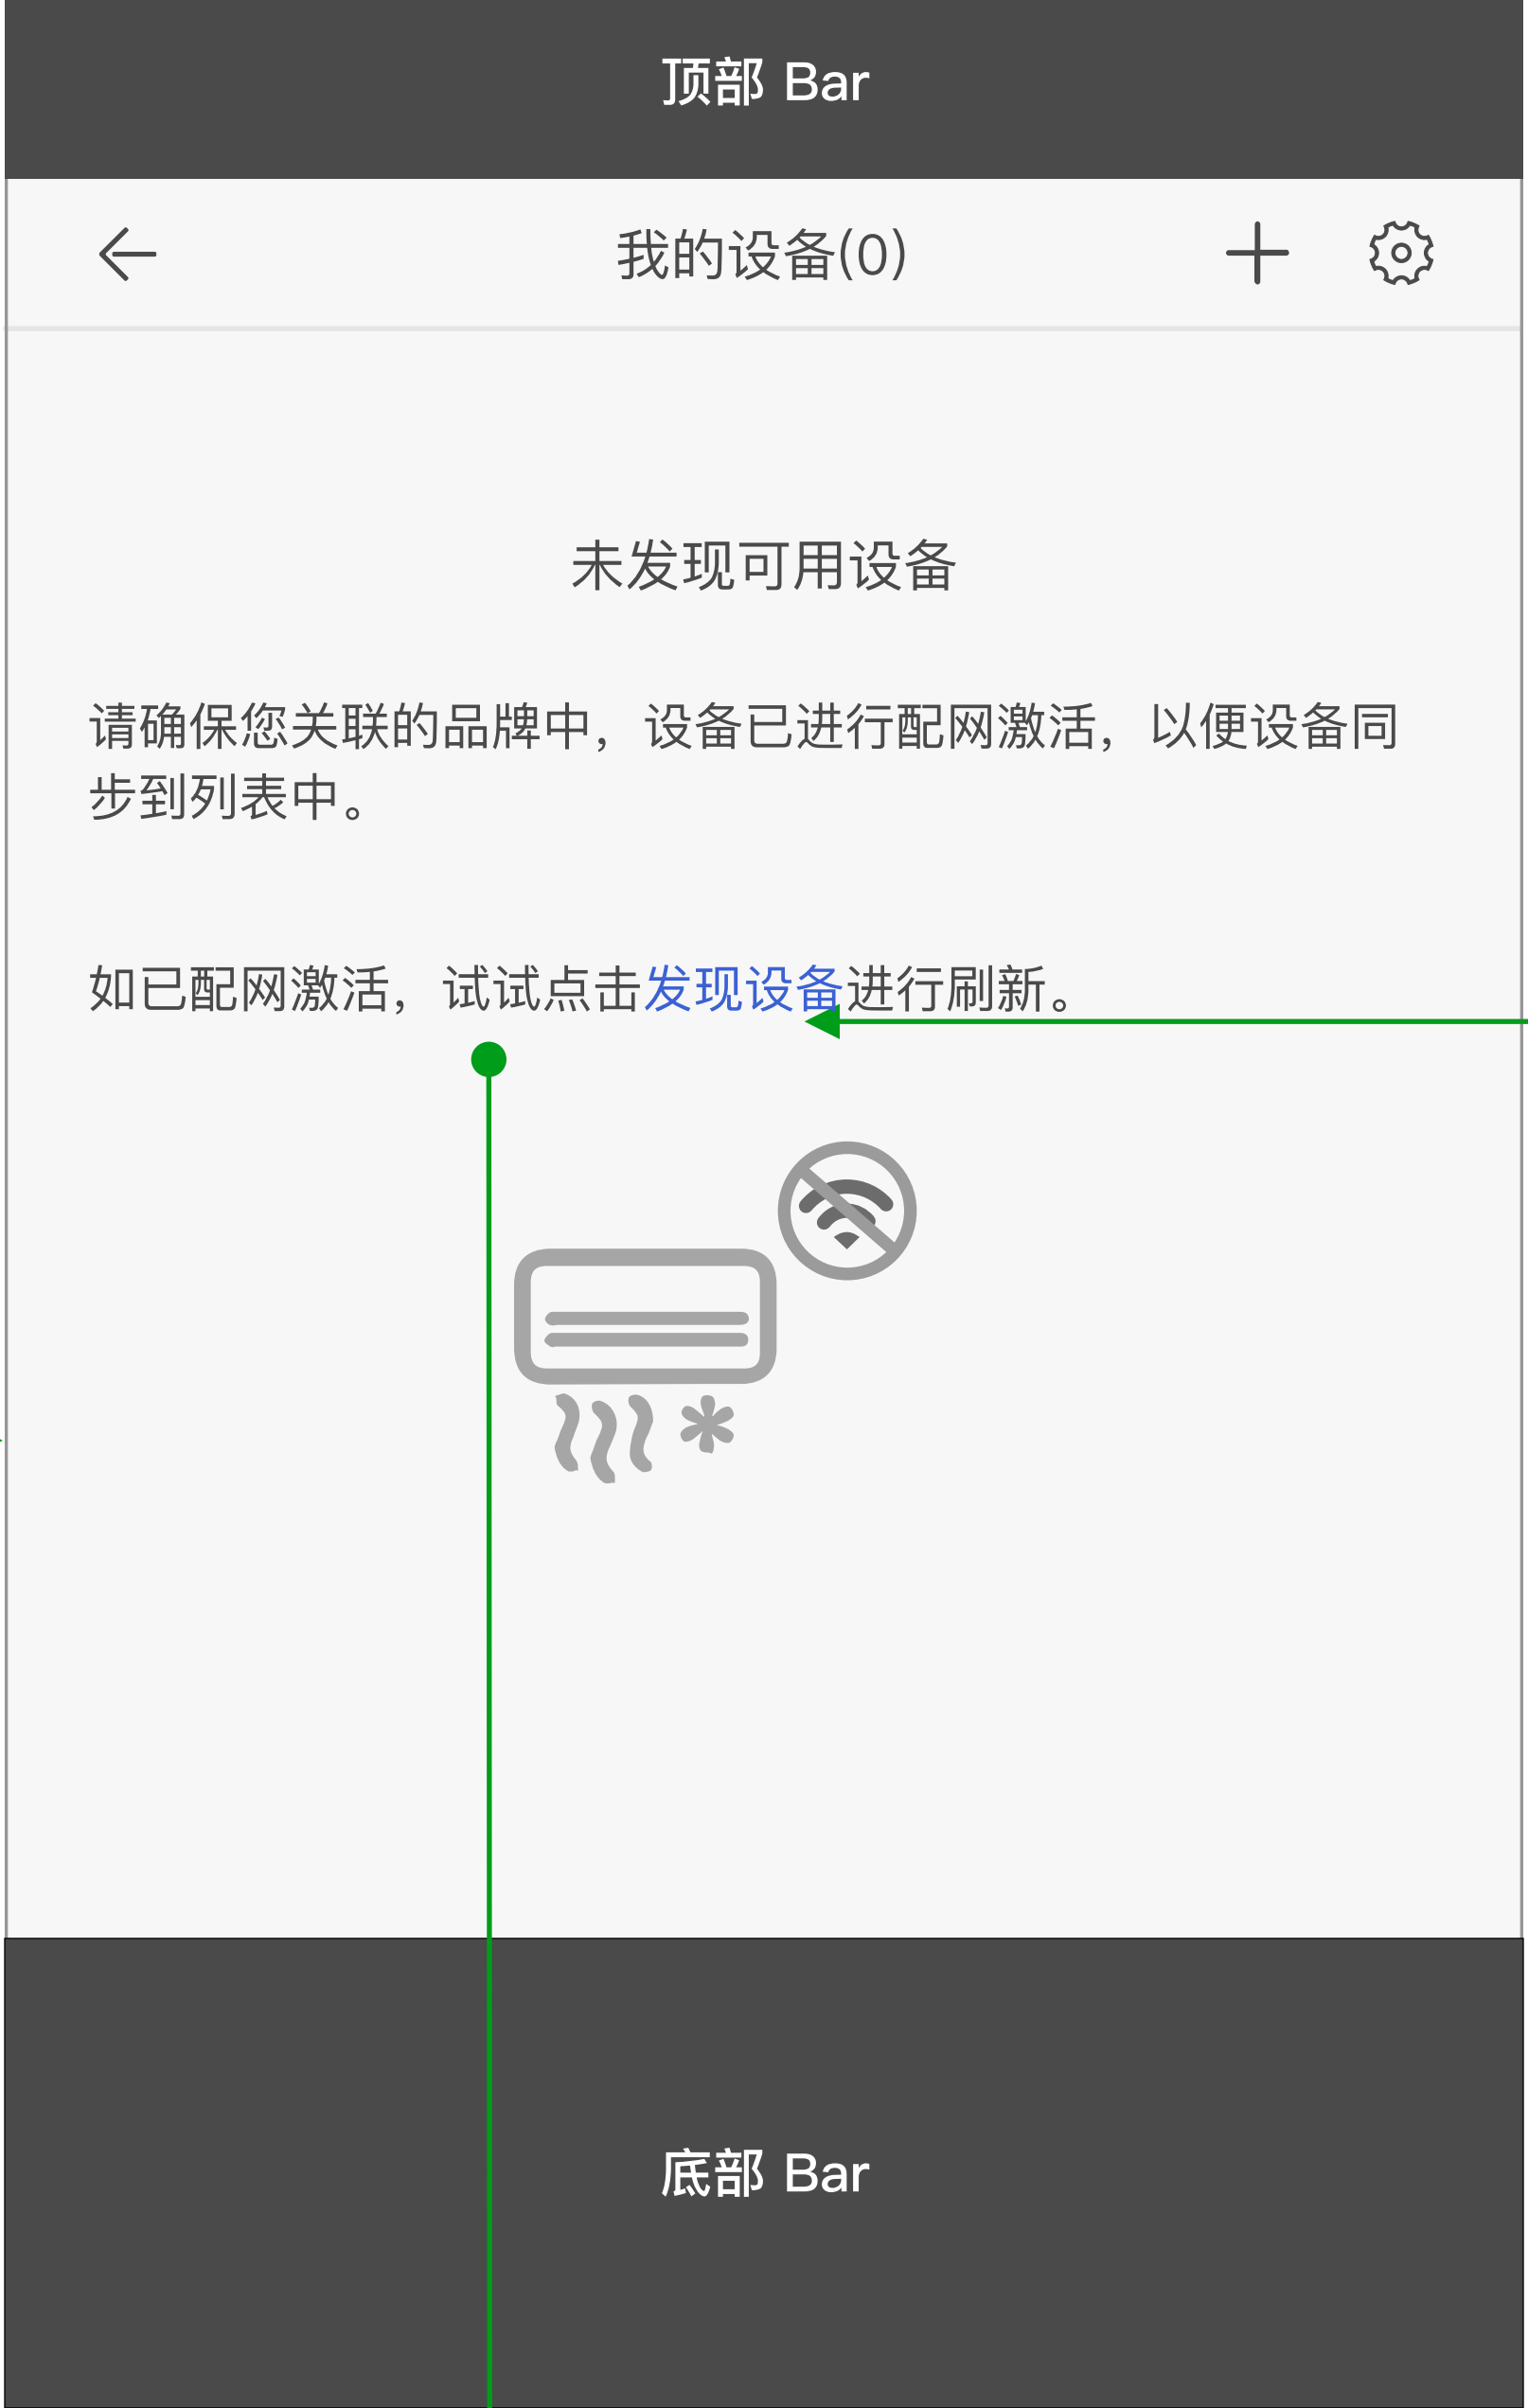 顶部 Bar
我的设备(0)
未发现可用设备
请确保您关联的品牌中，设备已进行配网激活，以便设备同
步到列表中。
如已配网激活，试试点击发现设备进行刷新。
底部 Bar